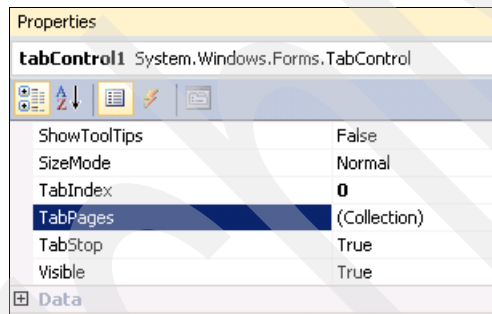 Properties
tabControl1 System.Windows.Forms.TabControl
ShowToolTips False
SizeMode Normal
TabIndex 0
TabPages (Collection)
TabStop True
Visible True
Data